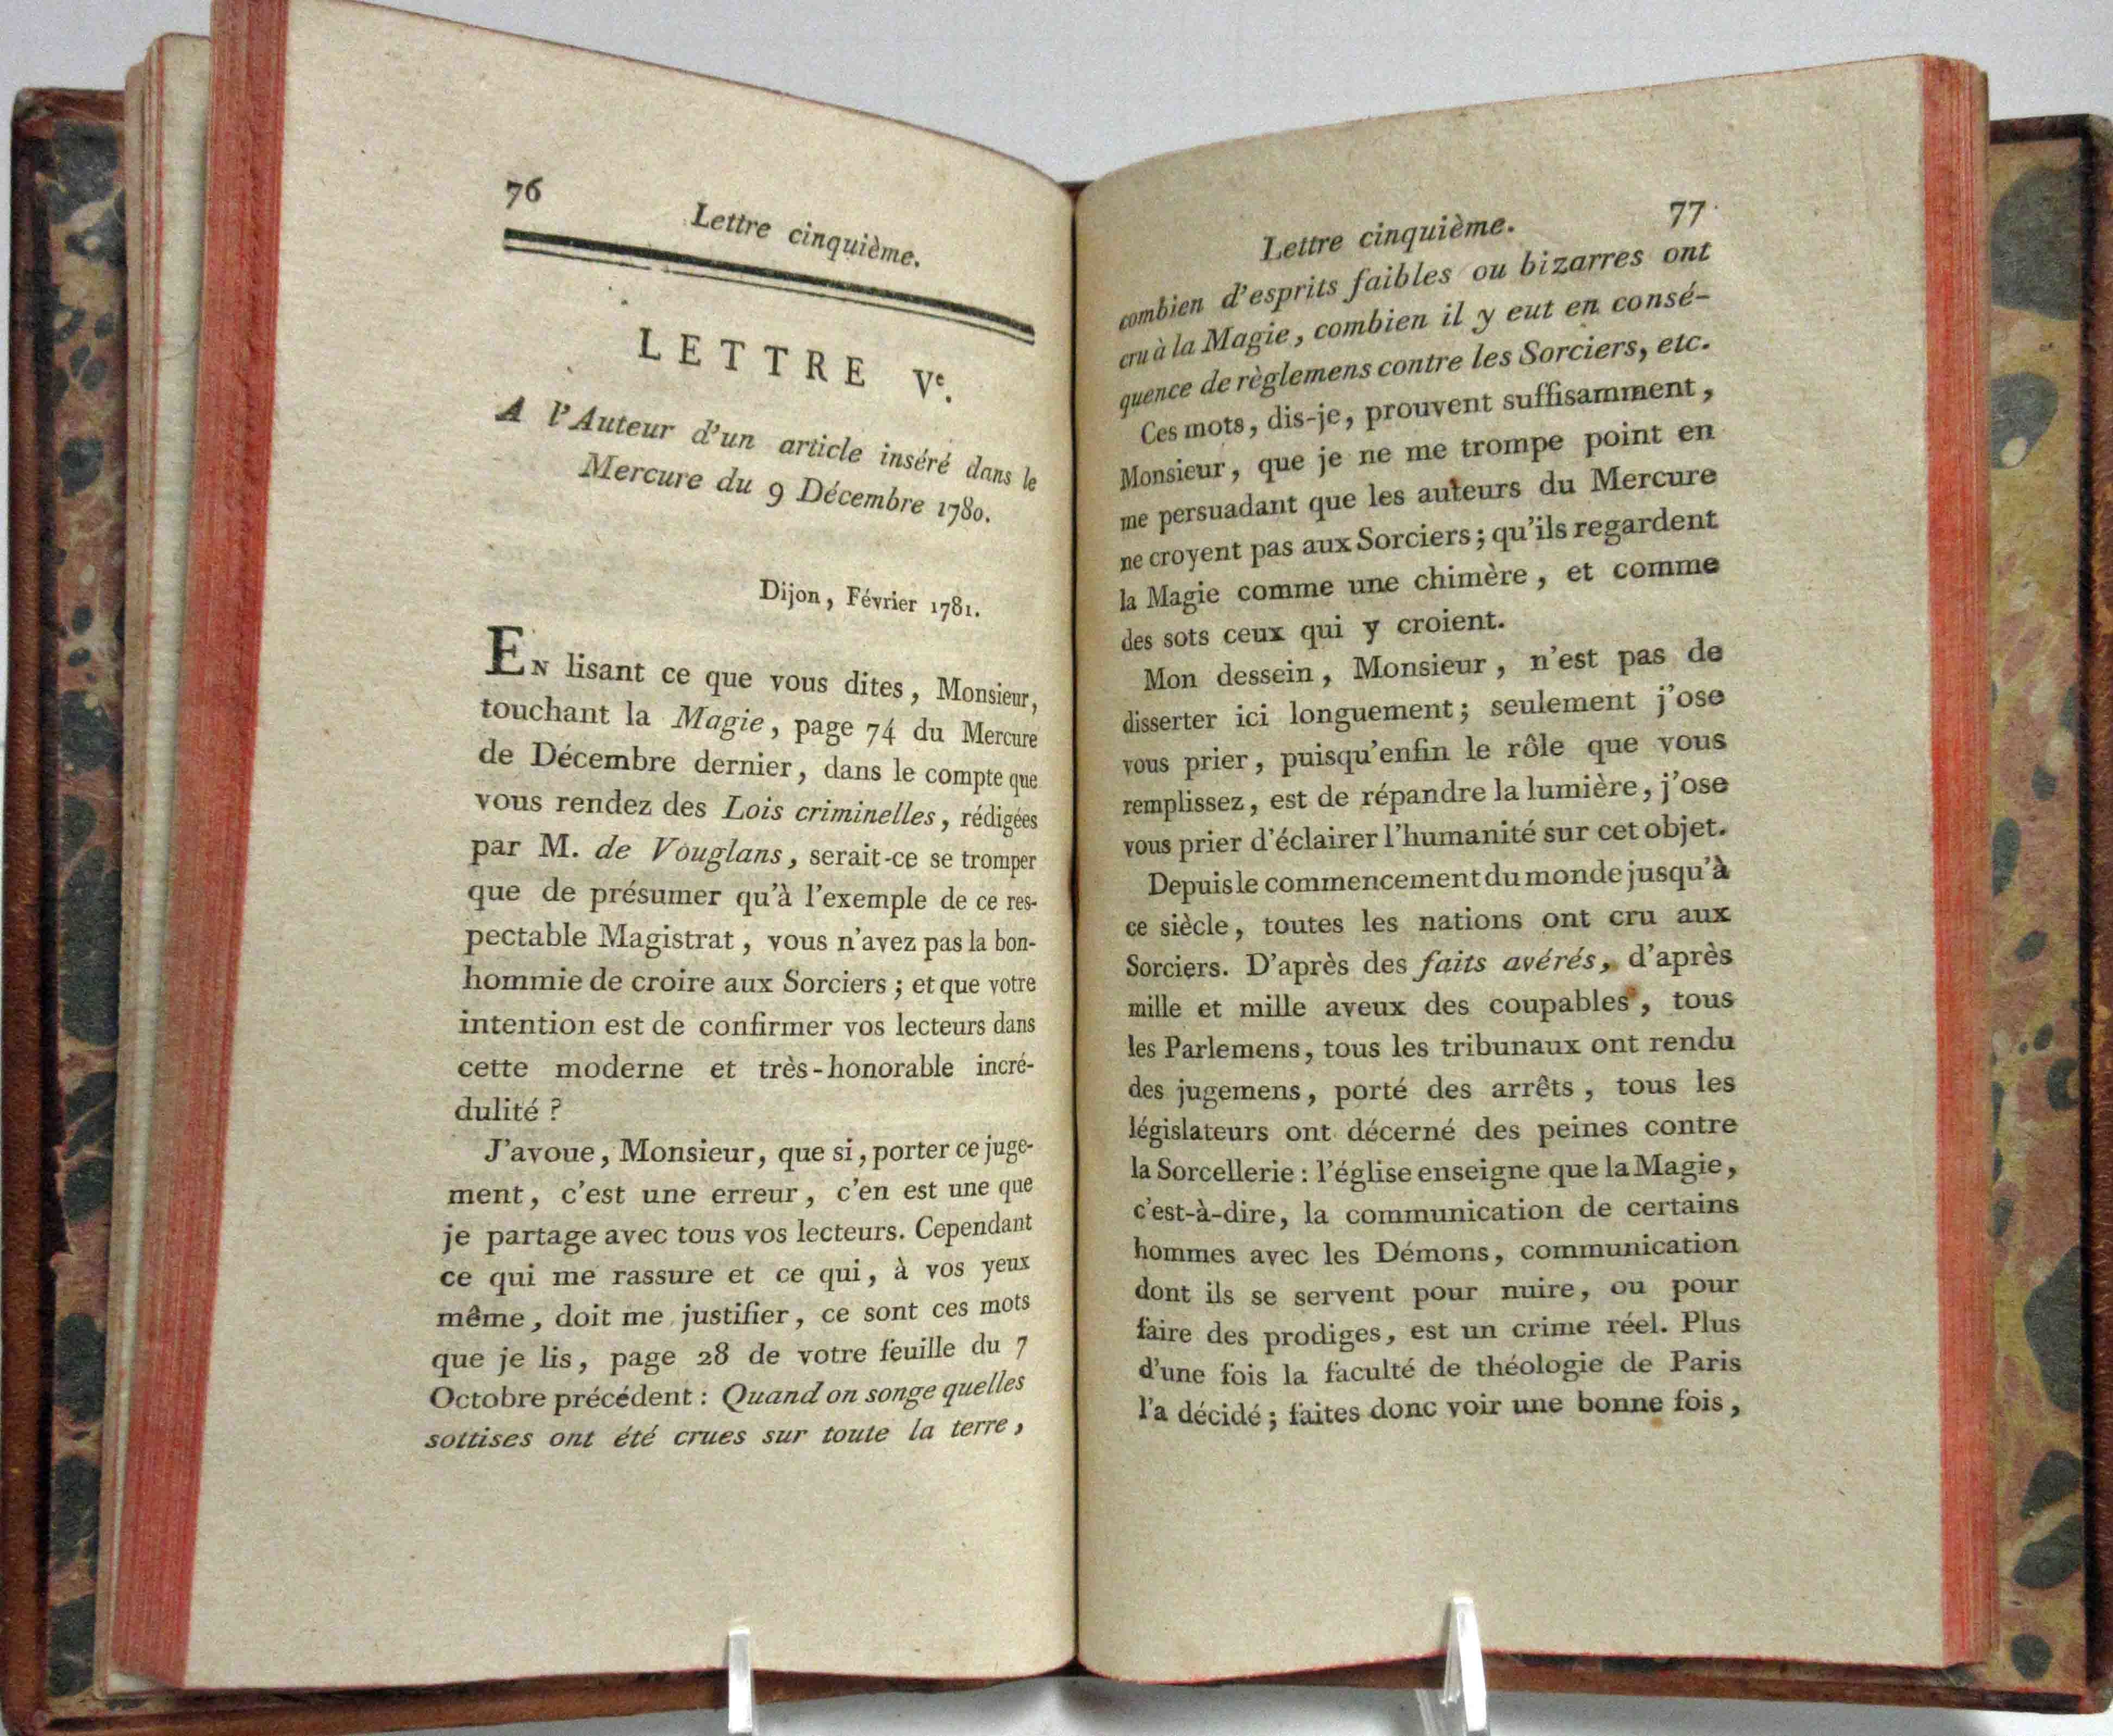 76
Lettre cinquième.
LETTRE Ve.
A l'Auteur d'un article inséré dans le
Mercure du 9 Décembre 1780.
Dijon, Février 1781.
EN lisant ce que vous dites, Monsieur,
touchant la Magie, page 74 du Mercure
de Décembre dernier, dans le compte que
vous rendez des Lois criminelles, rédigées
par M. de Vouglans, serait-ce se tromper
que de présumer qu'à l'exemple de ce res-
pectable Magistrat, vous n'avez pas la bon-
hommie de croire aux Sorciers; et que votre
intention est de confirmer vos lecteurs dans
cette moderne et très-honorable incré-
dulité?
J'avoue, Monsieur, que si, porter ce juge-
ment, c'est une erreur, c'en est une que
je partage avec tous vos lecteurs. Cependant
ce qui me rassure et ce qui, à vos yeux
même, doit me justifier, ce sont ces mots
que je lis, page 28 de votre feuille du 7
Octobre précédent: Quand on songe quelles
sottises ont été crues sur toute la terre,
Lettre cinquième.
77
combien d'esprits faibles ou bizarres ont
cru à la Magie, combien il y eut en consé-
quence de règlemens contre les Sorciers, etc.
Ces mots, dis-je, prouvent suffisamment,
Monsieur, que je ne me trompe point en
me persuadant que les auteurs du Mercure
ne croyent pas aux Sorciers; qu'ils regardent
la Magie comme une chimère, et comme
des sots ceux qui y croient.
Mon dessein, Monsieur, n'est pas de
disserter ici longuement; seulement j'ose
vous prier, puisqu'enfin le rôle que vous
remplissez, est de répandre la lumière, j'ose
vous prier d'éclairer l'humanité sur cet objet.
Depuis le commencement du monde jusqu'à
ce siècle, toutes les nations ont cru aux
Sorciers. D'après des faits avérés, d'après
mille et mille aveux des coupables, tous
les Parlemens, tous les tribunaux ont rendu
des jugemens, porté des arrêts, tous les
législateurs ont décerné des peines contre
la Sorcellerie: l'église enseigne que la Magie,
c'est-à-dire, la communication de certains
hommes avec les Démons, communication
dont ils se servent pour nuire, ou pour
faire des prodiges, est un crime réel. Plus
d'une fois la faculté de théologie de Paris
l'a décidé; faites donc voir une bonne fois,